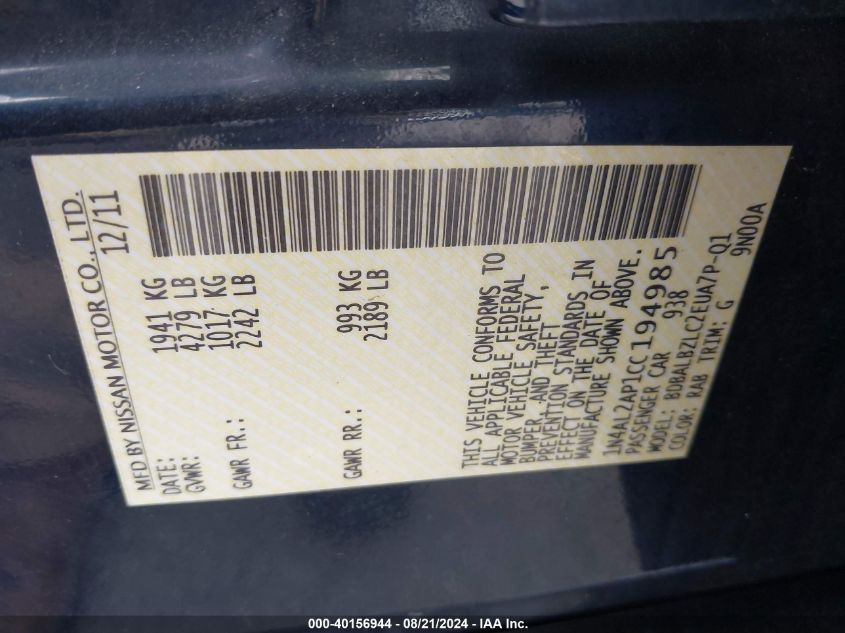 MFD BY NISSAN MOTOR CO., LTD.
DATE: 12/11
GVWR: 1941 KG
4279 LB
GAWR FR.: 1017 KG
2242 LB
GAWR RR.: 993 KG
2189 LB
THIS VEHICLE CONFORMS TO
ALL APPLICABLE FEDERAL
MOTOR VEHICLE SAFETY,
BUMPER, AND THEFT
PREVENTION STANDARDS IN
EFFECT ON THE DATE OF
MANUFACTURE SHOWN ABOVE.
1N4AL2AP1CC194985
PASSENGER CAR 938
MODEL: BDBALBZLCZEUA7P-Q1
COLOR: RAB TRIM: G 9N00A
000-40156944 - 08/21/2024 - IAA Inc.